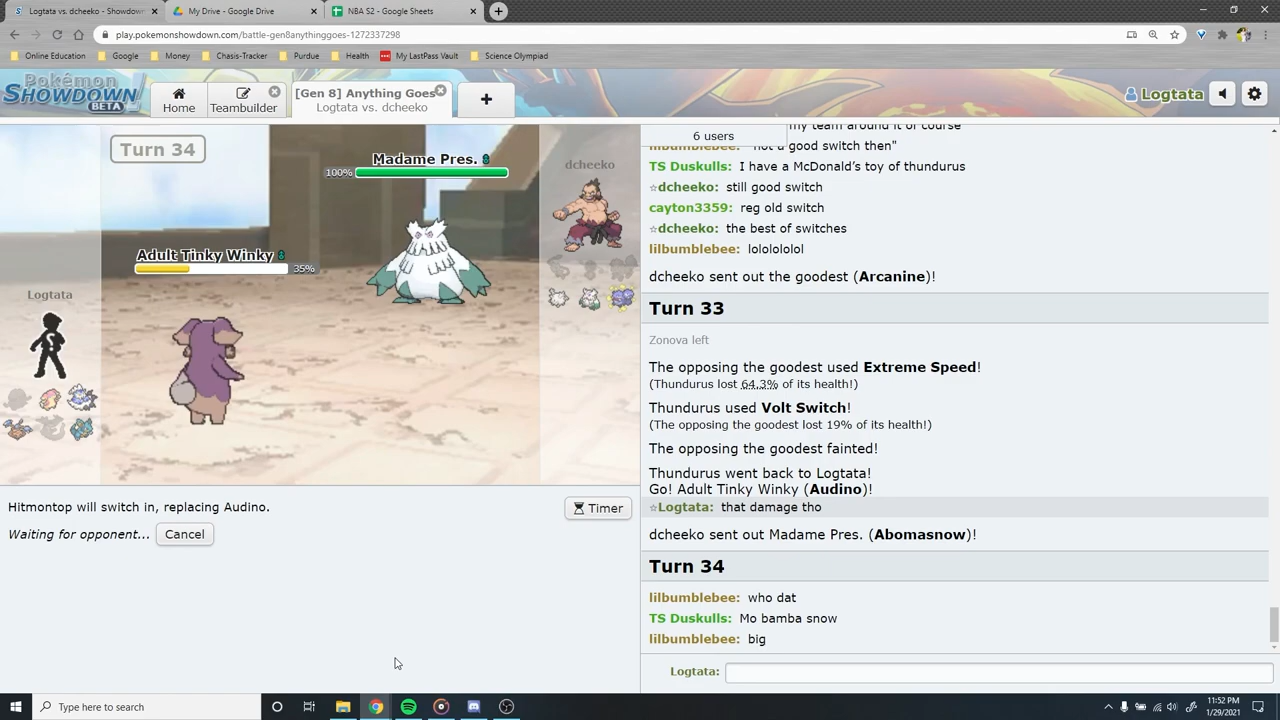 Logtata vs. dcheeko - Showdown
My Drive - Google Drive
NBA S2 - Google Sheets
play.pokemonshowdown.com/battle-gen8anythinggoes-1272337298
Online Education
Google
Money
Chasis-Tracker
Purdue
Health
My LastPass Vault
Science Olympiad
Pokémon
SHOWDOWN
BETA
Home
Teambuilder
[Gen 8] Anything Goes
Logtata vs. dcheeko
Logtata
Turn 34
Madame Pres.
100%
dcheeko
Adult Tinky Winky
35%
Logtata
Hitmontop will switch in, replacing Audino.
Timer
Waiting for opponent...
Cancel
6 users
my team around it of course
lilbumblebee: "not a good switch then"
TS Duskulls: I have a McDonald's toy of thundurus
☆dcheeko: still good switch
cayton3359: reg old switch
☆dcheeko: the best of switches
lilbumblebee: lolololol
dcheeko sent out the goodest (Arcanine)!
Turn 33
Zonova left
The opposing the goodest used Extreme Speed!
(Thundurus lost 64.3% of its health!)
Thundurus used Volt Switch!
(The opposing the goodest lost 19% of its health!)
The opposing the goodest fainted!
Thundurus went back to Logtata!
Go! Adult Tinky Winky (Audino)!
☆Logtata: that damage tho
dcheeko sent out Madame Pres. (Abomasnow)!
Turn 34
lilbumblebee: who dat
TS Duskulls: Mo bamba snow
lilbumblebee: big
Logtata:
Type here to search
11:52 PM
1/29/2021